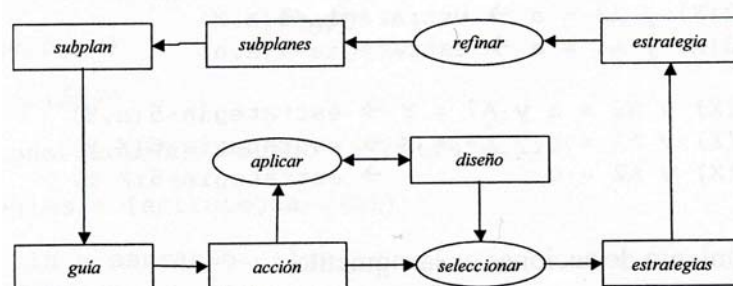 subplan
subplanes
refinar
estrategia
aplicar
diseño
guía
acción
seleccionar
estrategias